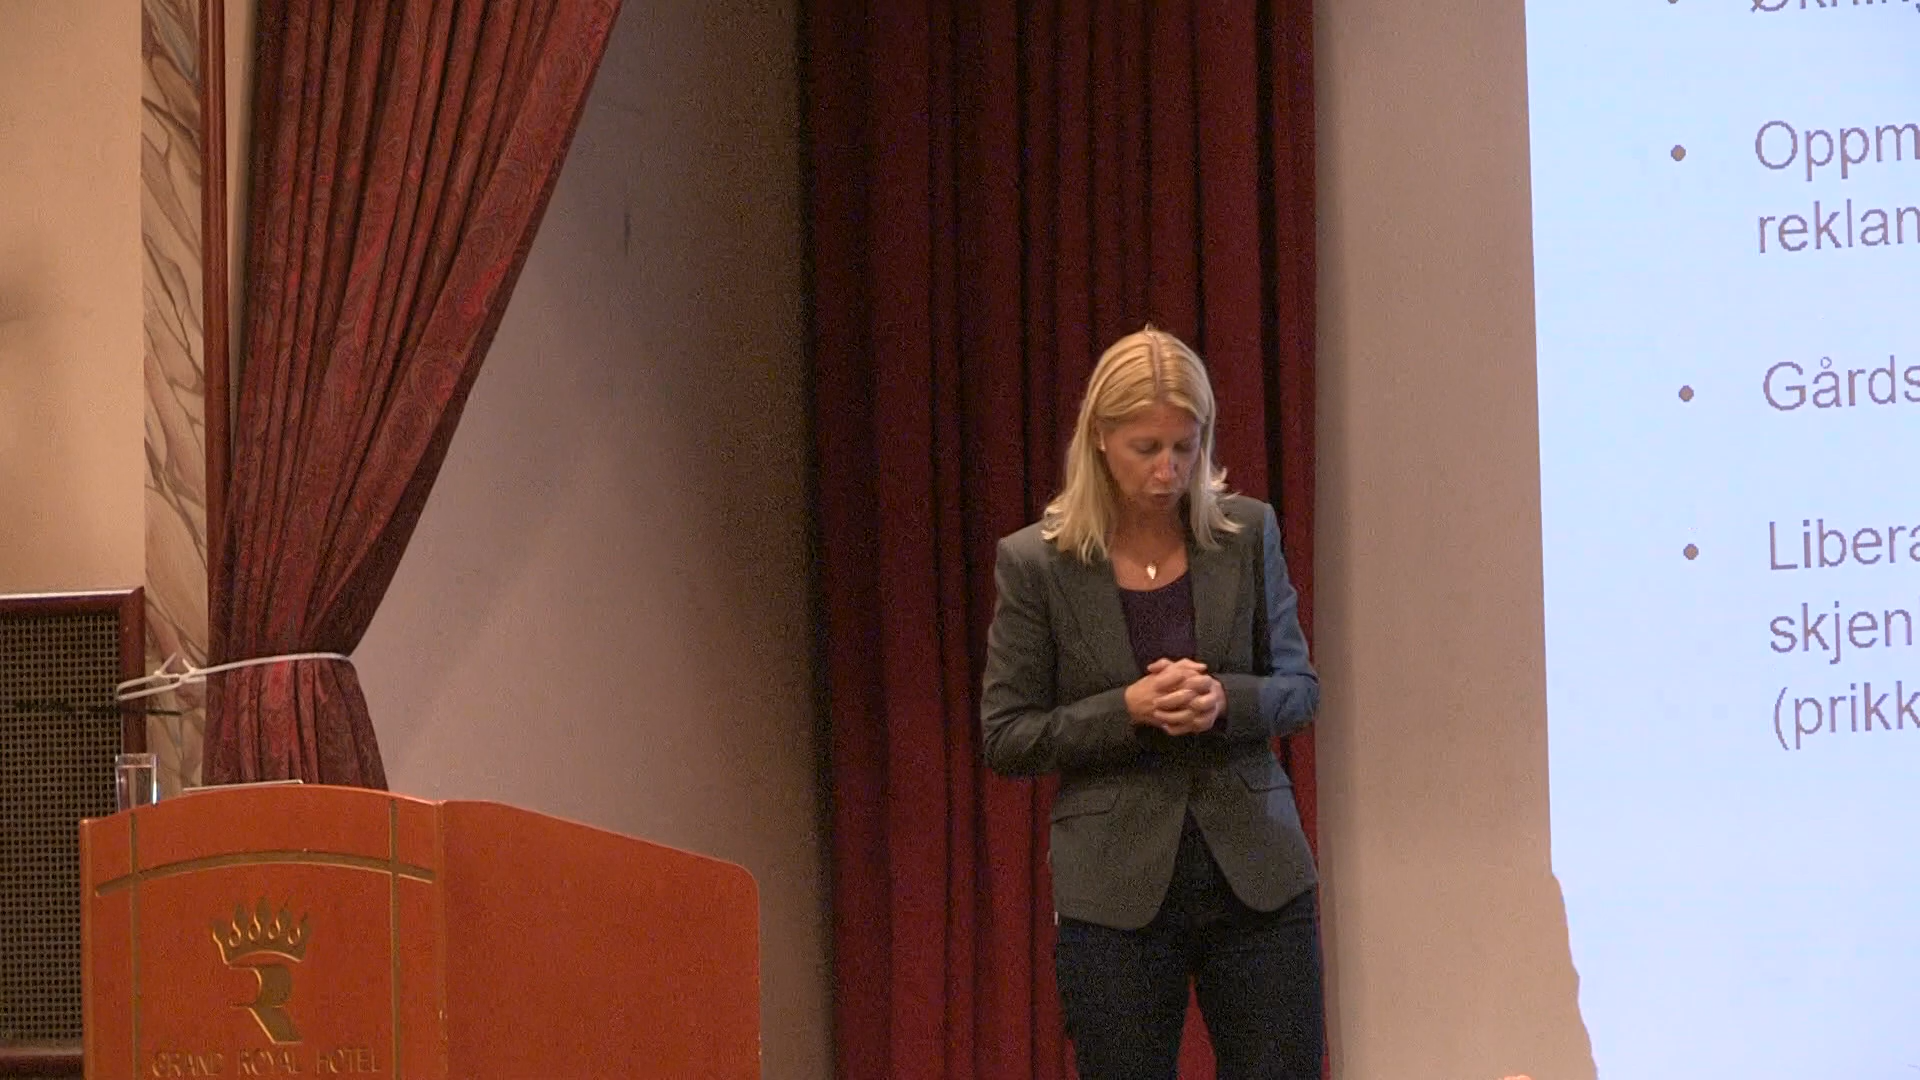 Oppm
reklam
Gårds
Libera
skjen
(prikk
GRAND ROYAL HOTEL